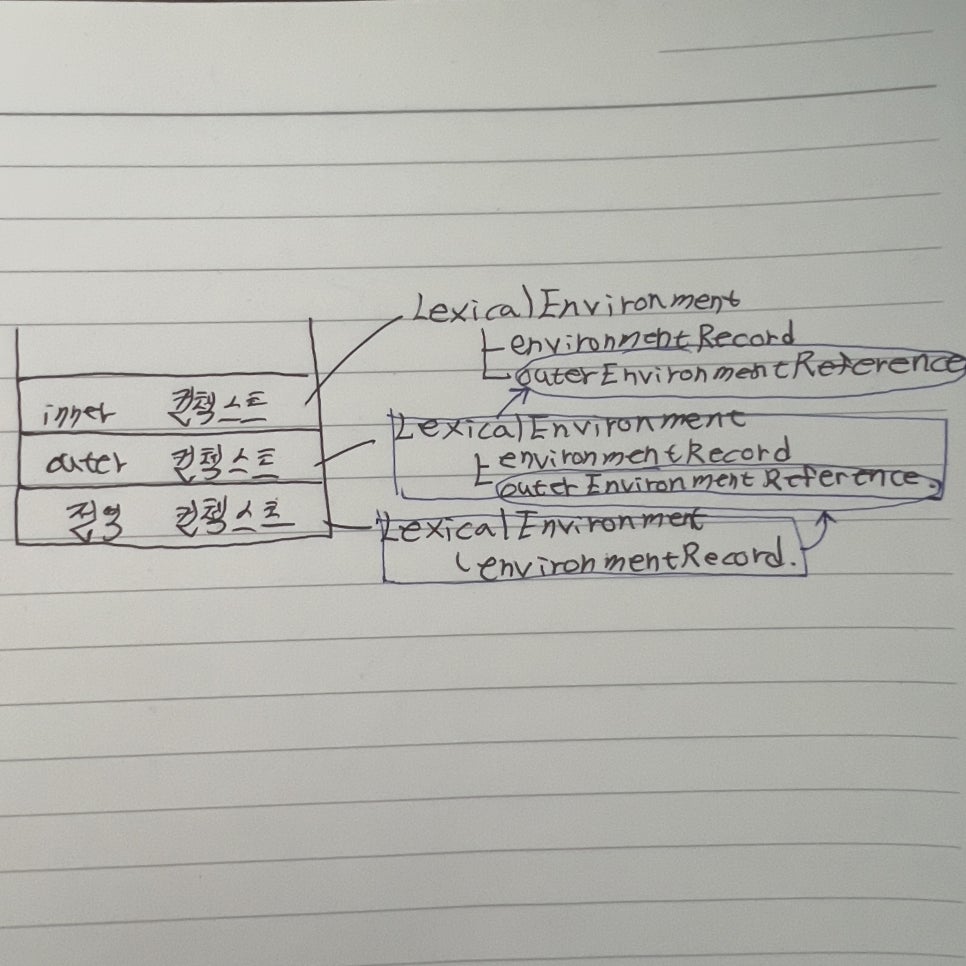 LexicalEnvironment
environmentRecord
outerEnvironmentReference
inner 컨텍스트
LexicalEnvironment
environmentRecord
outerEnvironmentReference
outer 컨텍스트
전역 컨텍스트
LexicalEnvironment
environmentRecord.